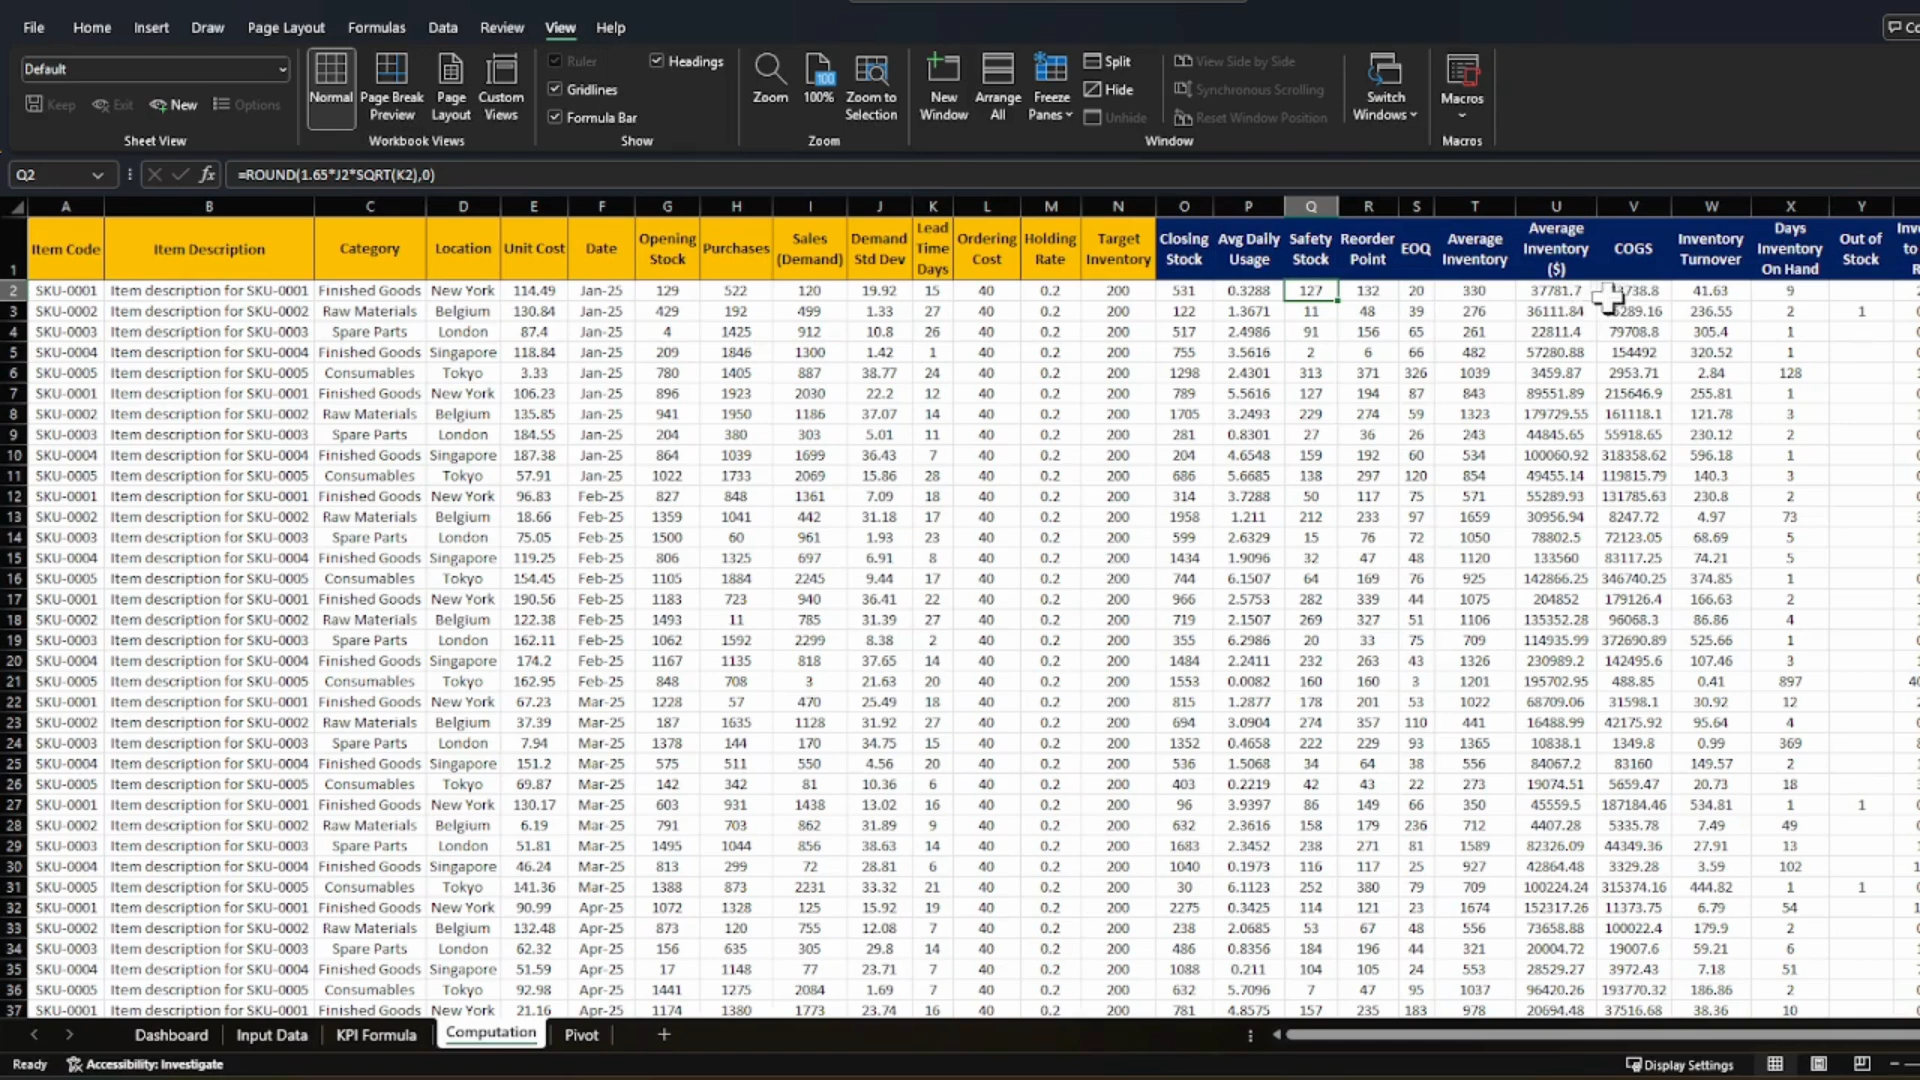 File Home Insert Draw Page Layout Formulas Data Review View Help Co
Default
Keep Exit New Options
Sheet View
Normal Page Break Preview Page Layout Custom Views
Workbook Views
Ruler Headings
Gridlines
Formula Bar
Show
Zoom 100% Zoom to Selection
Zoom
New Window Arrange All Freeze Panes
Split
Hide
Unhide
View Side by Side
Synchronous Scrolling
Reset Window Position
Window
Switch Windows
Macros
Macros
Q2 fx =ROUND(1.65*J2*SQRT(K2),0)
A B C D E F G H I J K L M N O P Q R S T U V W X Y
1 Item Code Item Description Category Location Unit Cost Date Opening Stock Purchases Sales (Demand) Demand Std Dev Lead Time Days Ordering Cost Holding Rate Target Inventory Closing Stock Avg Daily Usage Safety Stock Reorder Point EOQ Average Inventory Average Inventory ($) COGS Inventory Turnover Days Inventory On Hand Out of Stock
2 SKU-0001 Item description for SKU-0001 Finished Goods New York 114.49 Jan-25 129 522 120 19.92 15 40 0.2 200 531 0.3288 127 132 20 330 37781.7 738.8 41.63 9
3 SKU-0002 Item description for SKU-0002 Raw Materials Belgium 130.84 Jan-25 429 192 499 1.33 27 40 0.2 200 122 1.3671 11 48 39 276 36111.84 289.16 236.55 2 1
4 SKU-0003 Item description for SKU-0003 Spare Parts London 87.4 Jan-25 4 1425 912 10.8 26 40 0.2 200 517 2.4986 91 156 65 261 22811.4 79708.8 305.4 1
5 SKU-0004 Item description for SKU-0004 Finished Goods Singapore 118.84 Jan-25 209 1846 1300 1.42 1 40 0.2 200 755 3.5616 2 6 66 482 57280.88 154492 320.52 1
6 SKU-0005 Item description for SKU-0005 Consumables Tokyo 3.33 Jan-25 780 1405 887 38.77 24 40 0.2 200 1298 2.4301 313 371 326 1039 3459.87 2953.71 2.84 128
7 SKU-0001 Item description for SKU-0001 Finished Goods New York 106.23 Jan-25 896 1923 2030 22.2 12 40 0.2 200 789 5.5616 127 194 87 843 89551.89 215646.9 255.81 1
8 SKU-0002 Item description for SKU-0002 Raw Materials Belgium 135.85 Jan-25 941 1950 1186 37.07 14 40 0.2 200 1705 3.2493 229 274 59 1323 179729.55 161118.1 121.78 3
9 SKU-0003 Item description for SKU-0003 Spare Parts London 184.55 Jan-25 204 380 303 5.01 11 40 0.2 200 281 0.8301 27 36 26 243 44845.65 55918.65 230.12 2
10 SKU-0004 Item description for SKU-0004 Finished Goods Singapore 187.38 Jan-25 864 1039 1699 36.43 7 40 0.2 200 204 4.6548 159 192 60 534 100060.92 318358.62 596.18 1
11 SKU-0005 Item description for SKU-0005 Consumables Tokyo 57.91 Jan-25 1022 1733 2069 15.86 28 40 0.2 200 686 5.6685 138 297 120 854 49455.14 119815.79 140.3 3
12 SKU-0001 Item description for SKU-0001 Finished Goods New York 96.83 Feb-25 827 848 1361 7.09 18 40 0.2 200 314 3.7288 50 117 75 571 55289.93 131785.63 230.8 2
13 SKU-0002 Item description for SKU-0002 Raw Materials Belgium 18.66 Feb-25 1359 1041 442 31.18 17 40 0.2 200 1958 1.211 212 233 97 1659 30956.94 8247.72 4.97 73
14 SKU-0003 Item description for SKU-0003 Spare Parts London 75.05 Feb-25 1500 60 961 1.93 23 40 0.2 200 599 2.6329 15 76 72 1050 78802.5 72123.05 68.69 5
15 SKU-0004 Item description for SKU-0004 Finished Goods Singapore 119.25 Feb-25 806 1325 697 6.91 8 40 0.2 200 1434 1.9096 32 47 48 1120 133560 83117.25 74.21 5
16 SKU-0005 Item description for SKU-0005 Consumables Tokyo 154.45 Feb-25 1105 1884 2245 9.44 17 40 0.2 200 744 6.1507 64 169 76 925 142866.25 346740.25 374.85 1
17 SKU-0001 Item description for SKU-0001 Finished Goods New York 190.56 Feb-25 1183 723 940 36.41 22 40 0.2 200 966 2.5753 282 339 44 1075 204852 179126.4 166.63 2
18 SKU-0002 Item description for SKU-0002 Raw Materials Belgium 122.38 Feb-25 1493 11 785 31.39 27 40 0.2 200 719 2.1507 269 327 51 1106 135352.28 96068.3 86.86 4
19 SKU-0003 Item description for SKU-0003 Spare Parts London 162.11 Feb-25 1062 1592 2299 8.38 2 40 0.2 200 355 6.2986 20 33 75 709 114935.99 372690.89 525.66 1
20 SKU-0004 Item description for SKU-0004 Finished Goods Singapore 174.2 Feb-25 1167 1135 818 37.65 14 40 0.2 200 1484 2.2411 232 263 43 1326 230989.2 142495.6 107.46 3
21 SKU-0005 Item description for SKU-0005 Consumables Tokyo 162.95 Feb-25 848 708 3 21.63 20 40 0.2 200 1553 0.0082 160 160 3 1201 195702.95 488.85 0.41 897
22 SKU-0001 Item description for SKU-0001 Finished Goods New York 67.23 Mar-25 1228 57 470 25.49 18 40 0.2 200 815 1.2877 178 201 53 1022 68709.06 31598.1 30.92 12
23 SKU-0002 Item description for SKU-0002 Raw Materials Belgium 37.39 Mar-25 187 1635 1128 31.92 27 40 0.2 200 694 3.0904 274 357 110 441 16488.99 42175.92 95.64 4
24 SKU-0003 Item description for SKU-0003 Spare Parts London 7.94 Mar-25 1378 144 170 34.75 15 40 0.2 200 1352 0.4658 222 229 93 1365 10838.1 1349.8 0.99 369
25 SKU-0004 Item description for SKU-0004 Finished Goods Singapore 151.2 Mar-25 575 511 550 4.56 20 40 0.2 200 536 1.5068 34 64 38 556 84067.2 83160 149.57 2
26 SKU-0005 Item description for SKU-0005 Consumables Tokyo 69.87 Mar-25 142 342 81 10.36 6 40 0.2 200 403 0.2219 42 43 22 273 19074.51 5659.47 20.73 18
27 SKU-0001 Item description for SKU-0001 Finished Goods New York 130.17 Mar-25 603 931 1438 13.02 16 40 0.2 200 96 3.9397 86 149 66 350 45559.5 187184.46 534.81 1 1
28 SKU-0002 Item description for SKU-0002 Raw Materials Belgium 6.19 Mar-25 791 703 862 31.89 9 40 0.2 200 632 2.3616 158 179 236 712 4407.28 5335.78 7.49 49
29 SKU-0003 Item description for SKU-0003 Spare Parts London 51.81 Mar-25 1495 1044 856 38.63 14 40 0.2 200 1683 2.3452 238 271 81 1589 82326.09 44349.36 27.91 13
30 SKU-0004 Item description for SKU-0004 Finished Goods Singapore 46.24 Mar-25 813 299 72 28.81 6 40 0.2 200 1040 0.1973 116 117 25 927 42864.48 3329.28 3.59 102
31 SKU-0005 Item description for SKU-0005 Consumables Tokyo 141.36 Mar-25 1388 873 2231 33.32 21 40 0.2 200 30 6.1123 252 380 79 709 100224.24 315374.16 444.82 1 1
32 SKU-0001 Item description for SKU-0001 Finished Goods New York 90.99 Apr-25 1072 1328 125 15.92 19 40 0.2 200 2275 0.3425 114 121 23 1674 152317.26 11373.75 6.79 54
33 SKU-0002 Item description for SKU-0002 Raw Materials Belgium 132.48 Apr-25 873 120 755 12.08 7 40 0.2 200 238 2.0685 53 67 48 556 73658.88 100022.4 179.9 2
34 SKU-0003 Item description for SKU-0003 Spare Parts London 62.32 Apr-25 156 635 305 29.8 14 40 0.2 200 486 0.8356 184 196 44 321 20004.72 19007.6 59.21 6
35 SKU-0004 Item description for SKU-0004 Finished Goods Singapore 51.59 Apr-25 17 1148 77 23.71 7 40 0.2 200 1088 0.211 104 105 24 553 28529.27 3972.43 7.18 51
36 SKU-0005 Item description for SKU-0005 Consumables Tokyo 92.98 Apr-25 1441 1275 2084 1.69 7 40 0.2 200 632 5.7096 7 47 95 1037 96420.26 193770.32 186.86 2
37 SKU-0001 Item description for SKU-0001 Finished Goods New York 21.16 Apr-25 1174 1380 1773 23.74 16 40 0.2 200 781 4.8575 157 235 183 978 20694.48 37516.68 38.36 10
Dashboard Input Data KPI Formula Computation Pivot
Ready Accessibility: Investigate Display Settings